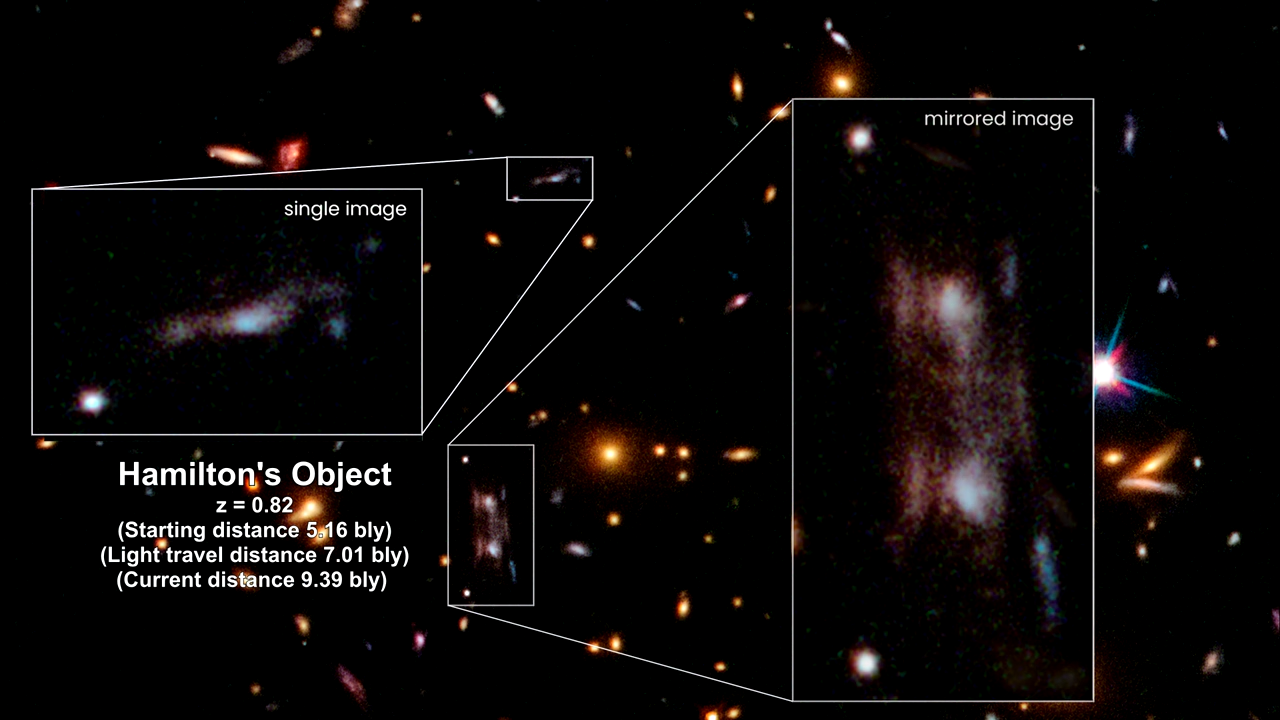 mirrored image
single image
Hamilton's Object
z = 0.82
(Starting distance 5.16 bly)
(Light travel distance 7.01 bly)
(Current distance 9.39 bly)